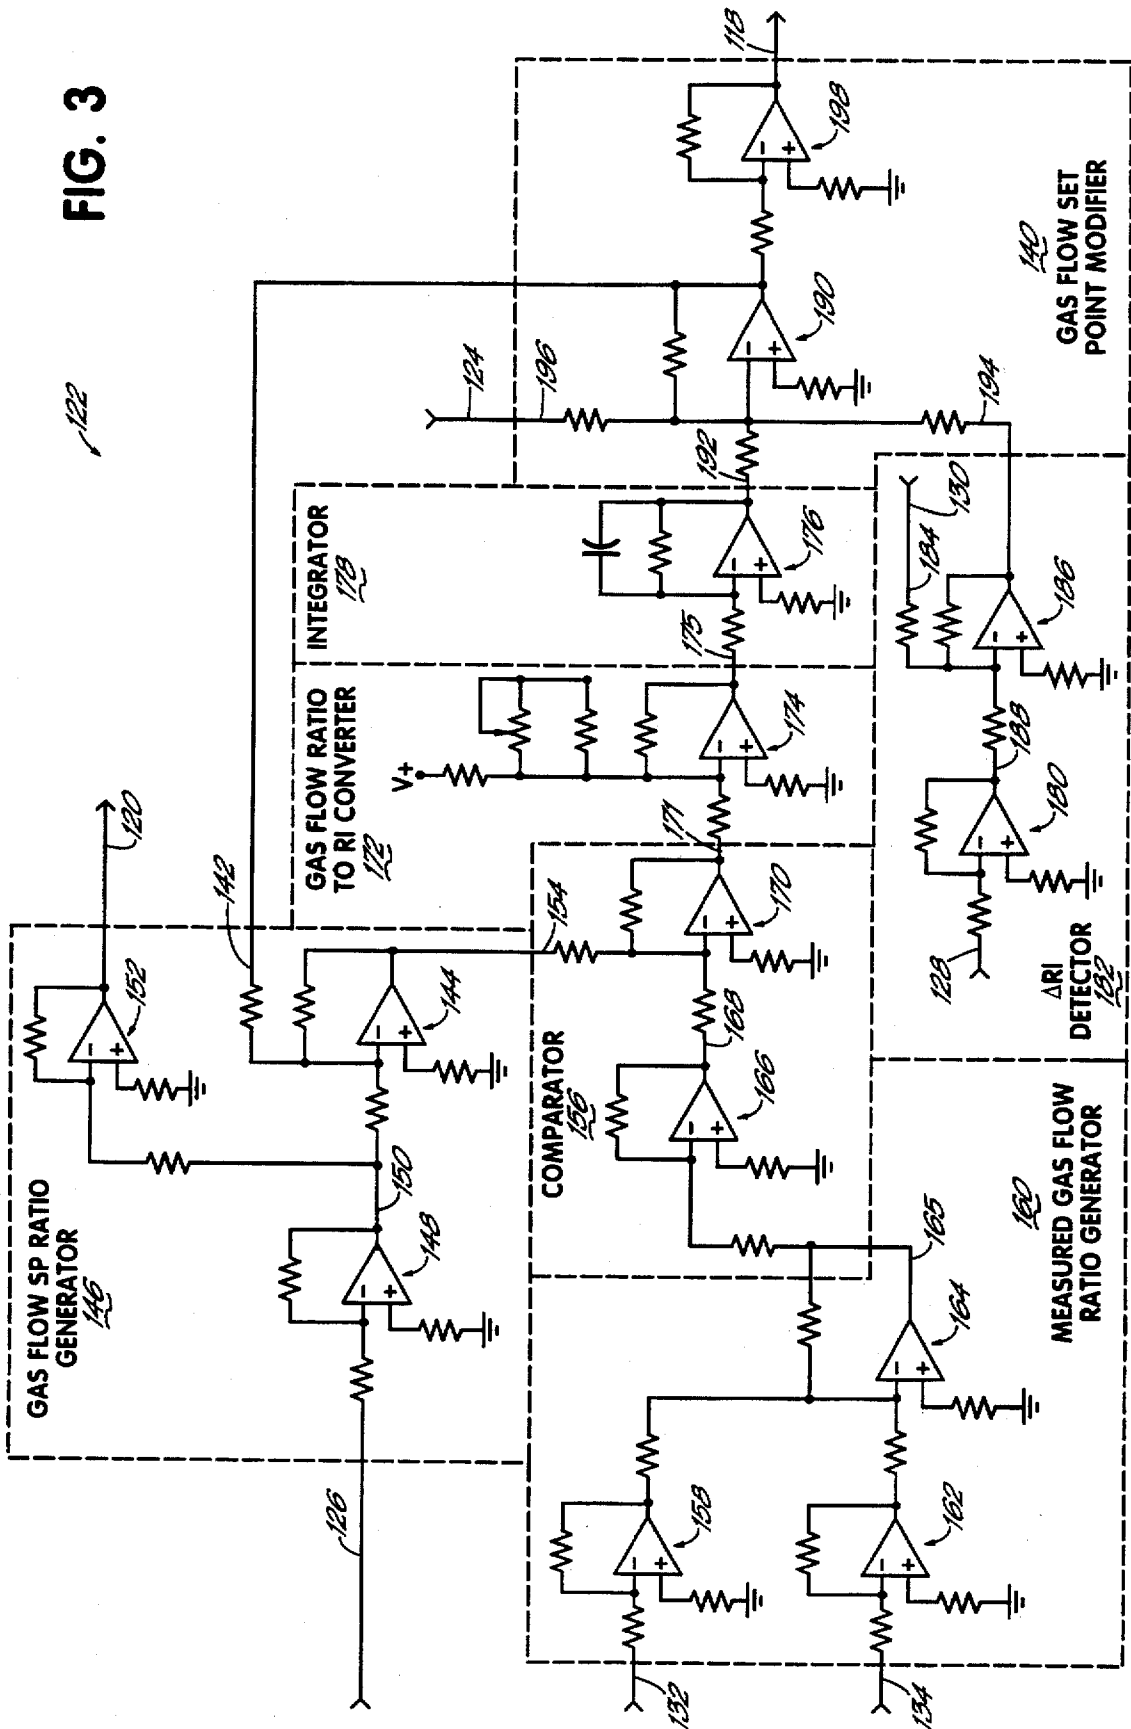 FIG. 3
122
GAS FLOW SP RATIO
GENERATOR
146
126
148
150
152
120
142
144
154
GAS FLOW RATIO
TO RI CONVERTER
172
V+
174
INTEGRATOR
178
175
176
192
124
196
190
198
118
140
GAS FLOW SET
POINT MODIFIER
194
COMPARATOR
156
166
168
170
171
132
134
158
162
164
165
160
MEASURED GAS FLOW
RATIO GENERATOR
ΔRI
DETECTOR
182
128
180
188
186
184
130
- + - + - + - + - + - + - + - + - + - + - + - + - + - +